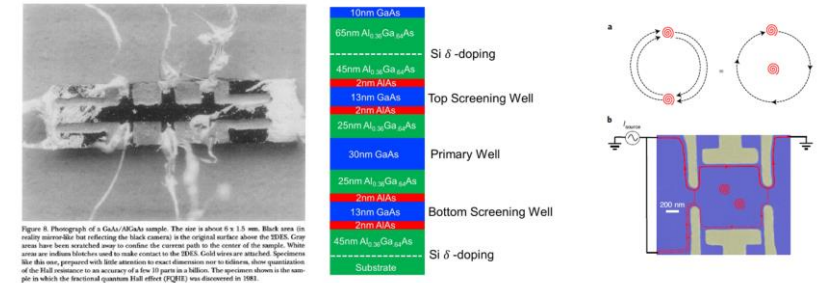 Figure 8. Photograph of a GaAs/AlGaAs sample. The size is about 6 x 1.5 mm. Black area (in
reality mirror-like but reflecting the black camera) is the original surface above the 2DES. Gray
areas have been scratched away to confine the current path to the center of the sample. White
areas are indium blotches used to make contact to the 2DES. Gold wires are attached. Specimens
like this one, prepared with little attention to exact dimension nor to tidiness, show quantization
of the Hall resistance to an accuracy of a few 10 parts in a billion. The specimen shown is the sam-
ple in which the fractional quantum Hall effect (FQHE) was discovered in 1981.
10nm GaAs
65nm Al0.36Ga.64As
Si δ -doping
45nm Al0.36Ga.64As
2nm AlAs
13nm GaAs
Top Screening Well
2nm AlAs
25nm Al0.36Ga.64As
30nm GaAs
Primary Well
25nm Al0.36Ga.64As
2nm AlAs
13nm GaAs
Bottom Screening Well
2nm AlAs
45nm Al0.36Ga.64As
Si δ -doping
Substrate
a
=
b
200 nm